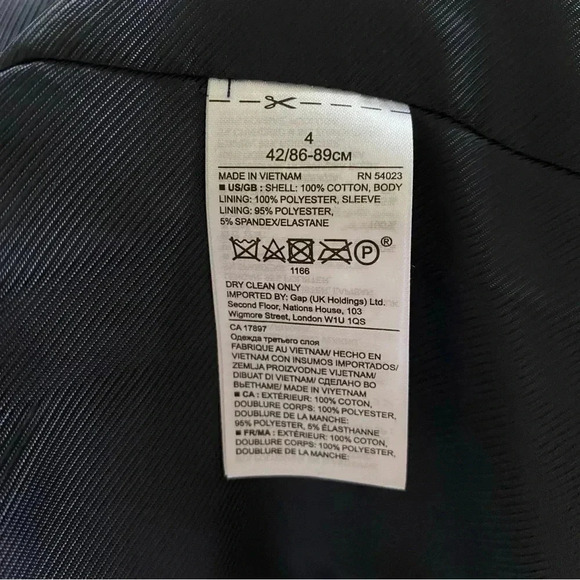 4
42/86-89CM
MADE IN VIETNAM RN 54023
■ US/GB : SHELL: 100% COTTON, BODY
LINING: 100% POLYESTER, SLEEVE
LINING: 95% POLYESTER,
5% SPANDEX/ELASTANE
P®
1166
DRY CLEAN ONLY
IMPORTED BY: Gap (UK Holdings) Ltd.
Second Floor, Nations House, 103
Wigmore Street, London W1U 1QS
CA 17897
Одежда третьего слоя
FABRIQUÉ AU VIETNAM/ HECHO EN
VIETNAM CON INSUMOS IMPORTADOS/
ZEMLJA PROIZVODNJE VIJETNAM/
DIBUAT DI VIETNAM/ СДЕЛАНО ВО
ВЬЕТНАМЕ/ MADE IN VIYETNAM
■ CA : EXTÉRIEUR: 100% COTON,
DOUBLURE CORPS: 100% POLYESTER,
DOUBLURE DE LA MANCHE:
95% POLYESTER, 5% ÉLASTHANNE
■ FR/MA : EXTÉRIEUR: 100% COTON,
DOUBLURE CORPS: 100% POLYESTER,
DOUBLURE DE LA MANCHE: